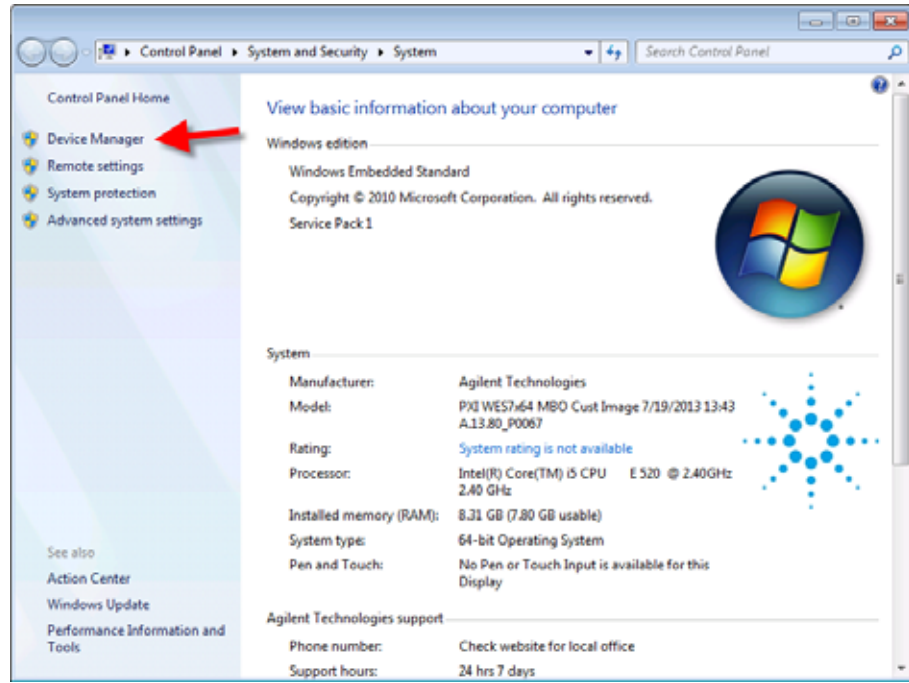 Control Panel ▸ System and Security ▸ System
Search Control Panel
Control Panel Home
Device Manager
Remote settings
System protection
Advanced system settings
See also
Action Center
Windows Update
Performance Information and
Tools
View basic information about your computer
Windows edition
Windows Embedded Standard
Copyright © 2010 Microsoft Corporation. All rights reserved.
Service Pack 1
System
Manufacturer: Agilent Technologies
Model: PXI WES7x64 MBO Cust Image 7/19/2013 13:43
A.13.80_P0067
Rating: System rating is not available
Processor: Intel(R) Core(TM) i5 CPU E 520 @ 2.40GHz
2.40 GHz
Installed memory (RAM): 8.31 GB (7.80 GB usable)
System type: 64-bit Operating System
Pen and Touch: No Pen or Touch Input is available for this
Display
Agilent Technologies support
Phone number: Check website for local office
Support hours: 24 hrs 7 days